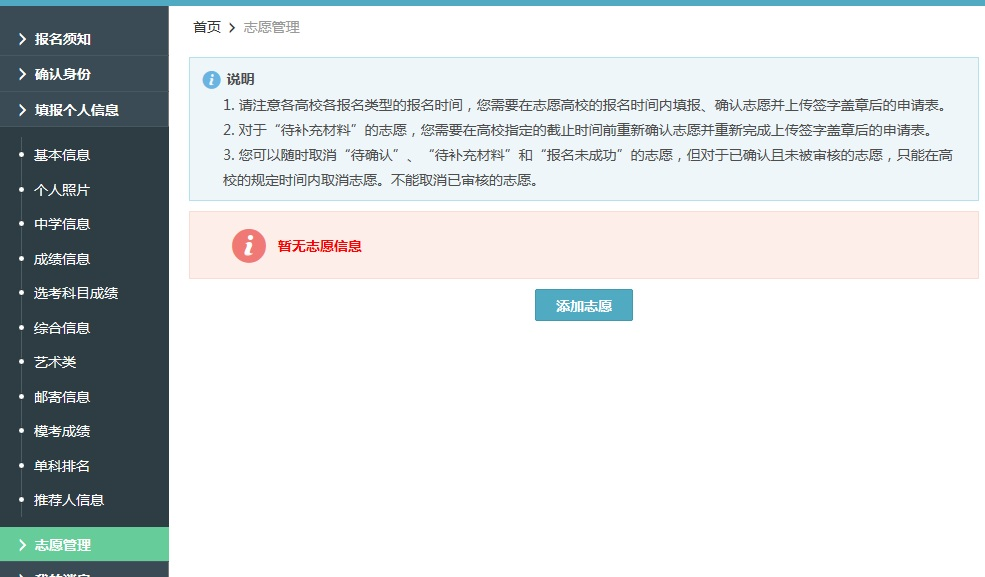 首页 > 志愿管理
报名须知
确认身份
填报个人信息
基本信息
个人照片
中学信息
成绩信息
选考科目成绩
综合信息
艺术类
邮寄信息
模考成绩
单科排名
推荐人信息
志愿管理
我的消息
说明
1. 请注意各高校各报名类型的报名时间，您需要在志愿高校的报名时间内填报、确认志愿并上传签字盖章后的申请表。
2. 对于“待补充材料”的志愿，您需要在高校指定的截止时间前重新确认志愿并重新完成上传签字盖章后的申请表。
3. 您可以随时取消“待确认”、“待补充材料”和“报名未成功”的志愿，但对于已确认且未被审核的志愿，只能在高
校的规定时间内取消志愿。不能取消已审核的志愿。
暂无志愿信息
添加志愿